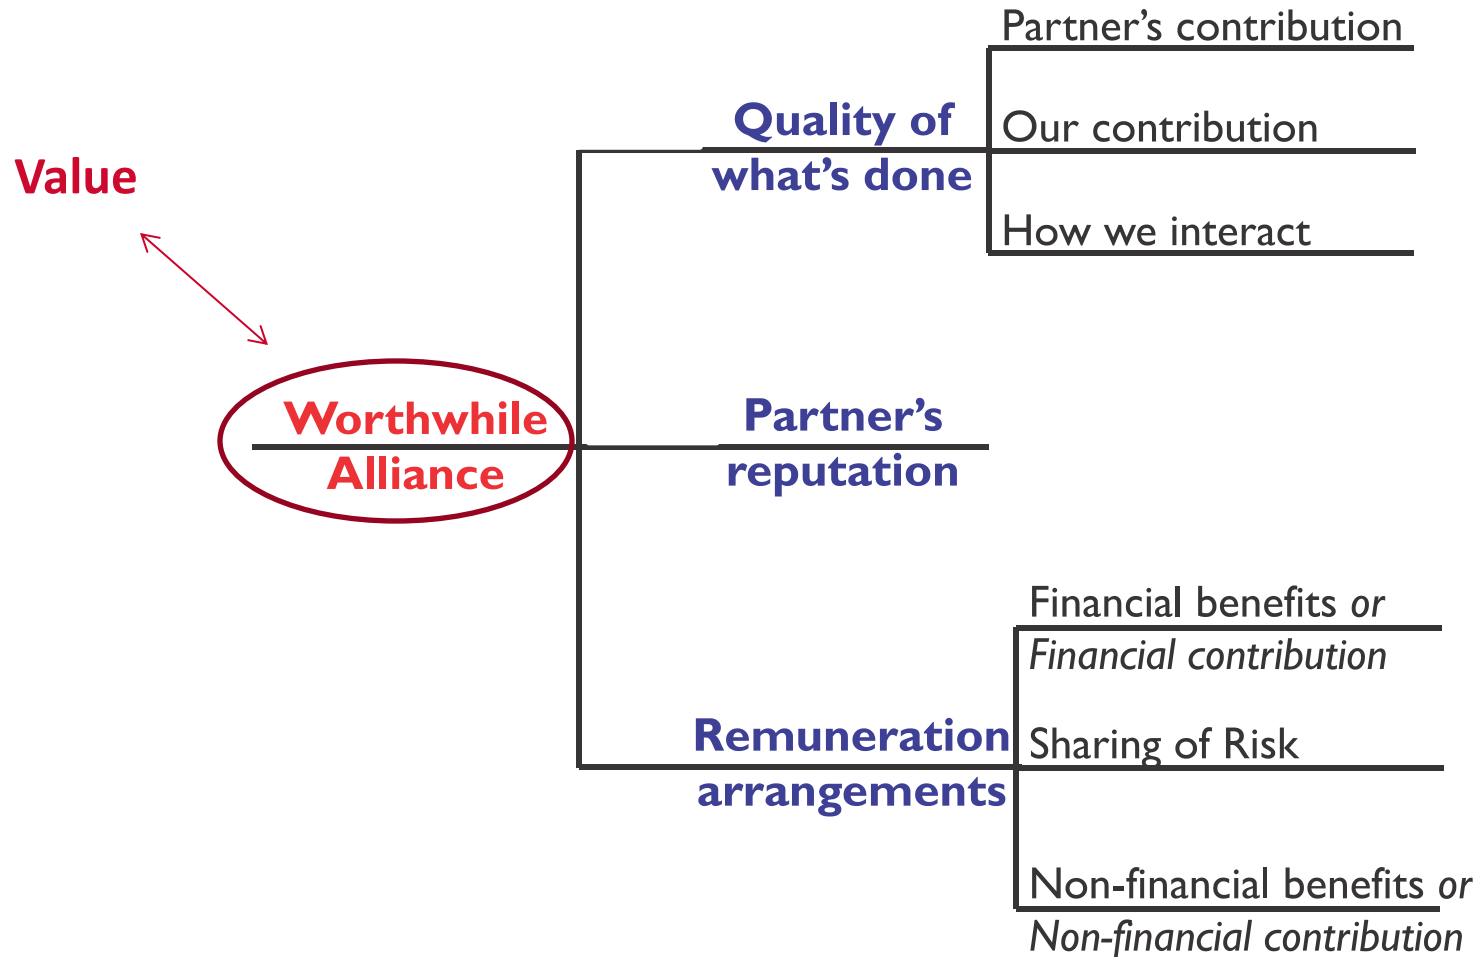 Partner’s contribution
Quality of
what’s done
Our contribution
How we interact
Value
Worthwhile
Alliance
Partner’s
reputation
Financial benefits or
Financial contribution
Remuneration
arrangements
Sharing of Risk
Non-financial benefits or
Non-financial contribution